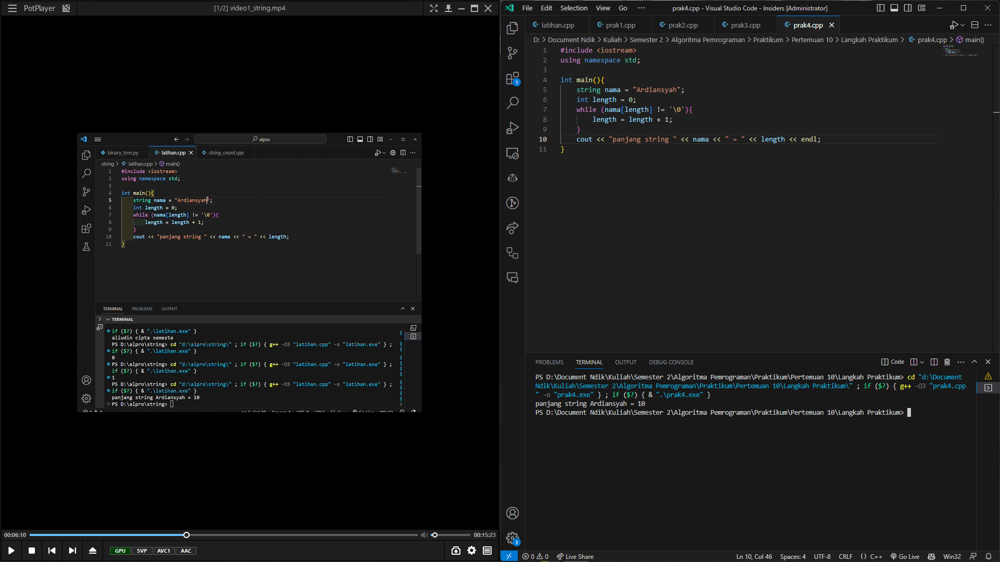 PotPlayer
[1/2] video1_string.mp4
alpro
binary_tree.py
latihan.cpp
string_count.cpp
string > latihan.cpp > main()
1 #include <iostream>
2 using namespace std;
3
4 int main(){
5 string nama = "Ardiansyah";
6 int length = 0;
7 while (nama[length] != '\0'){
8 length = length + 1;
9 }
10 cout << "panjang string " << nama << " = " << length;
11 }
TERMINAL PROBLEMS OUTPUT
TERMINAL
if ($?) { & ".\latihan.exe" }
aliudin cipta semesta
PS D:\alpro\string> cd "d:\alpro\string\" ; if ($?) { g++ -O3 "latihan.cpp" -o "latihan.exe" } ;
if ($?) { & ".\latihan.exe" }
0
PS D:\alpro\string> cd "d:\alpro\string\" ; if ($?) { g++ -O3 "latihan.cpp" -o "latihan.exe" } ;
if ($?) { & ".\latihan.exe" }
1
PS D:\alpro\string> cd "d:\alpro\string\" ; if ($?) { g++ -O3 "latihan.cpp" -o "latihan.exe" } ;
if ($?) { & ".\latihan.exe" }
panjang string Ardiansyah = 10
PS D:\alpro\string>
00:06:10
00:15:23
GPU SVP AVC1 AAC
File Edit Selection View Go ···
prak4.cpp - Visual Studio Code - Insiders [Administrator]
latihan.cpp
prak1.cpp
prak2.cpp
prak3.cpp
prak4.cpp
D: > Document Ndik > Kuliah > Semester 2 > Algoritma Pemrograman > Praktikum > Pertemuan 10 > Langkah Praktikum > prak4.cpp > main()
1 #include <iostream>
2 using namespace std;
3
4 int main(){
5 string nama = "Ardiansyah";
6 int length = 0;
7 while (nama[length] != '\0'){
8 length = length + 1;
9 }
10 cout << "panjang string " << nama << " = " << length << endl;
11 }
1
PROBLEMS TERMINAL OUTPUT DEBUG CONSOLE
Code
PS D:\Document Ndik\Kuliah\Semester 2\Algoritma Pemrograman\Praktikum\Pertemuan 10\Langkah Praktikum> cd "d:\Document
Ndik\Kuliah\Semester 2\Algoritma Pemrograman\Praktikum\Pertemuan 10\Langkah Praktikum\" ; if ($?) { g++ -O3 "prak4.cpp
" -o "prak4.exe" } ; if ($?) { & ".\prak4.exe" }
panjang string Ardiansyah = 10
PS D:\Document Ndik\Kuliah\Semester 2\Algoritma Pemrograman\Praktikum\Pertemuan 10\Langkah Praktikum>
1
0 0 Live Share
Ln 10, Col 46 Spaces: 4 UTF-8 CRLF {} C++ Go Live Win32